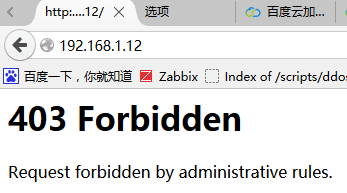 http:....12/ 选项 百度云加...
192.168.1.12
百度一下，你就知道 Zabbix Index of /scripts/ddo
403 Forbidden
Request forbidden by administrative rules.